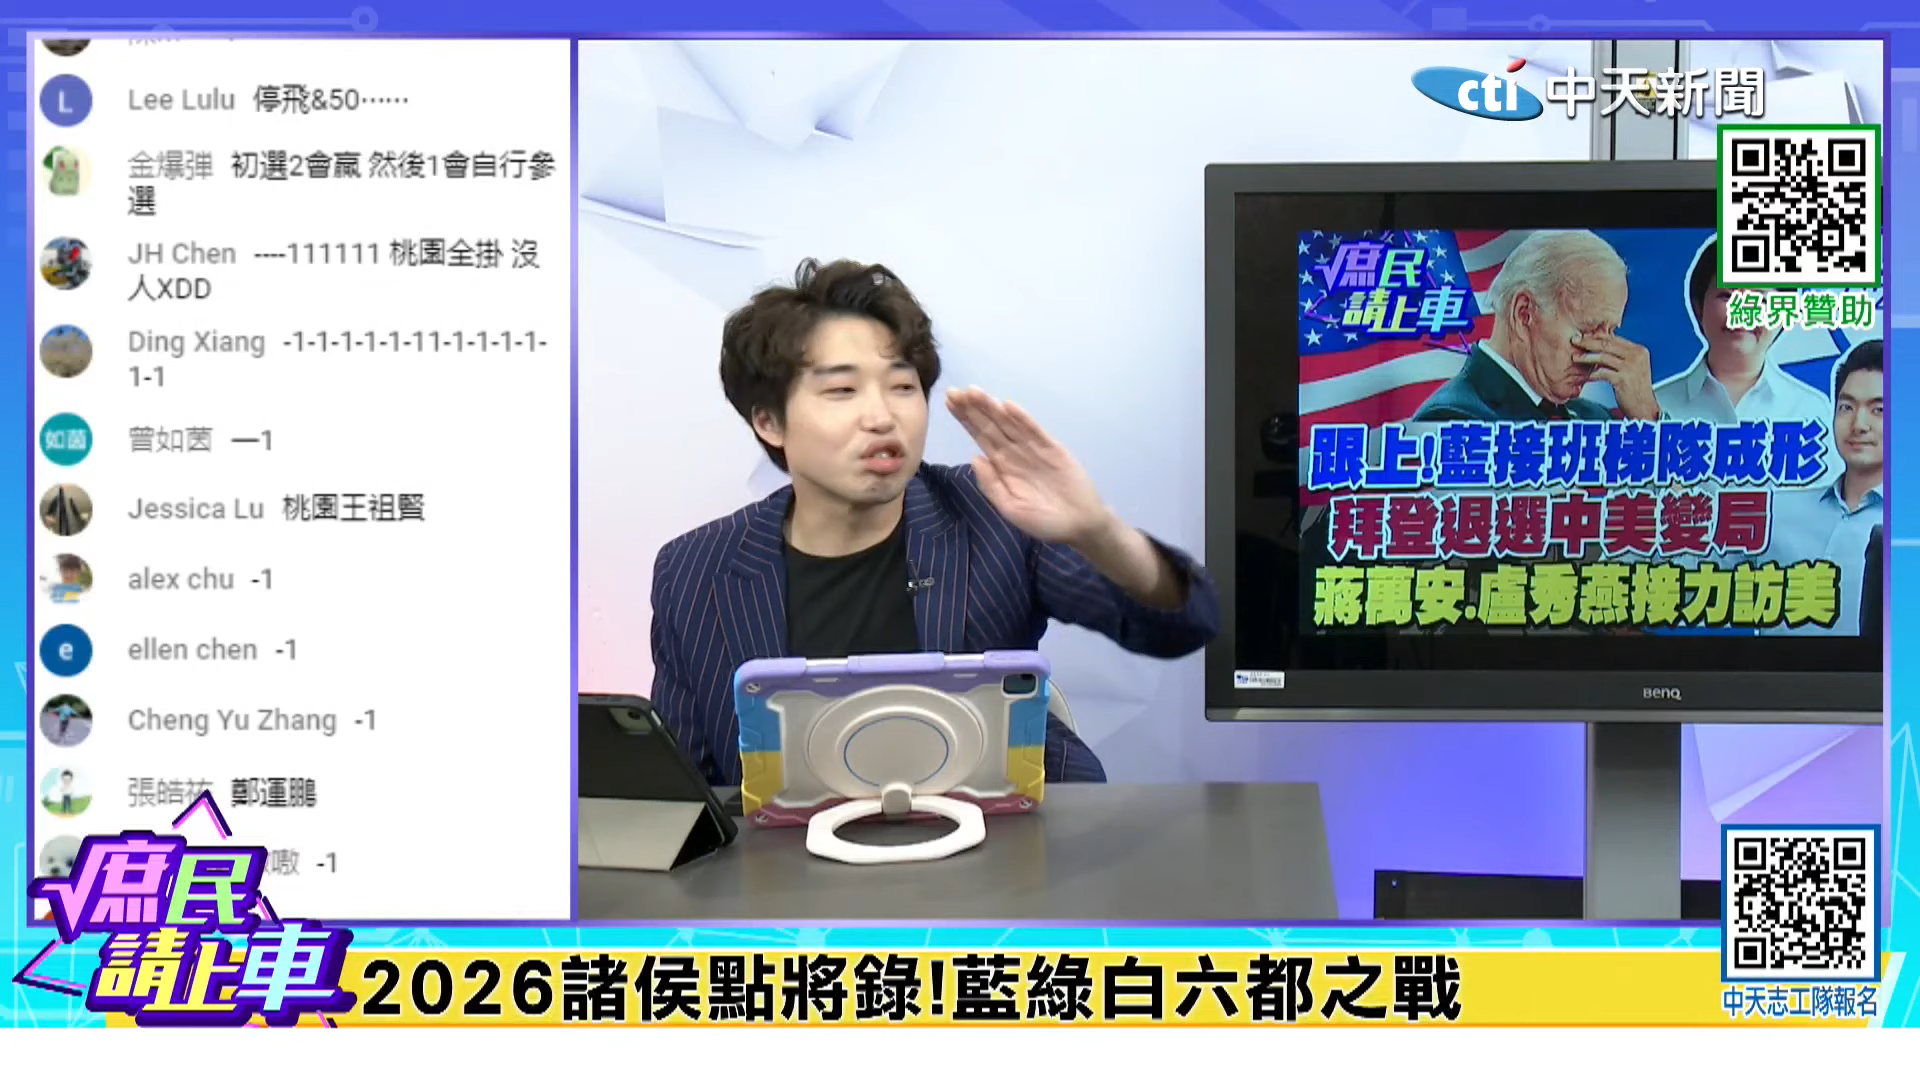 L
Lee Lulu 停飛&50……
金爆彈 初選2會贏 然後1會自行參
選
JH Chen ----111111 桃園全掛 沒
人XDD
Ding Xiang -1-1-1-1-1-11-1-1-1-1-
1-1
如茵
曾如茵 —1
Jessica Lu 桃園王祖賢
alex chu -1
e
ellen chen -1
Cheng Yu Zhang -1
張皓祐 鄭運鵬
嗷 -1
cti 中天新聞
綠界贊助
庶民
請上車
跟上!藍接班梯隊成形
拜登退選中美變局
蔣萬安.盧秀燕接力訪美
BenQ
庶民
請上車
2026諸侯點將錄!藍綠白六都之戰
中天志工隊報名